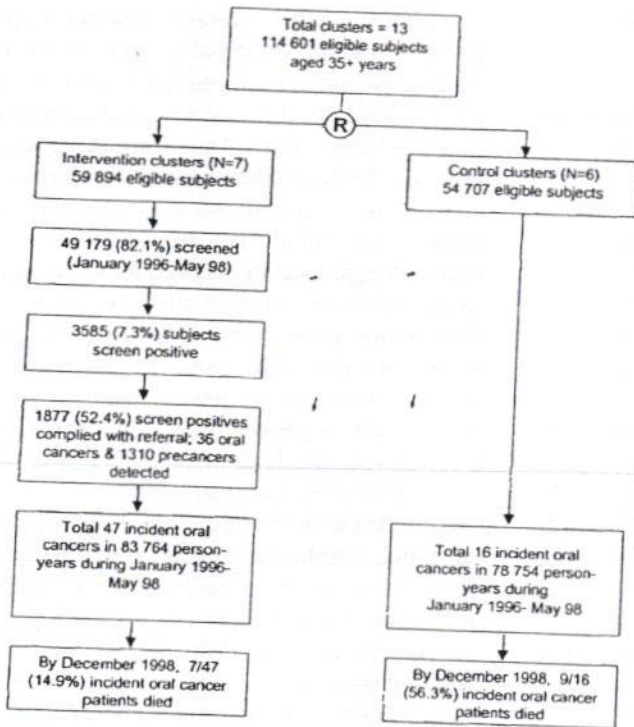 Total clusters = 13
114 601 eligible subjects
aged 35+ years
R
Intervention clusters (N=7)
59 894 eligible subjects
Control clusters (N=6)
54 707 eligible subjects
49 179 (82.1%) screened
(January 1996-May 98)
3585 (7.3%) subjects
screen positive
1877 (52.4%) screen positives
complied with referral; 36 oral
cancers & 1310 precancers
detected
Total 47 incident oral
cancers in 83 764 person-
years during January 1996-
May 98
Total 16 incident oral
cancers in 78 754 person-
years during
January 1996- May 98
By December 1998, 7/47
(14.9%) incident oral cancer
patients died
By December 1998, 9/16
(56.3%) incident oral cancer
patients died